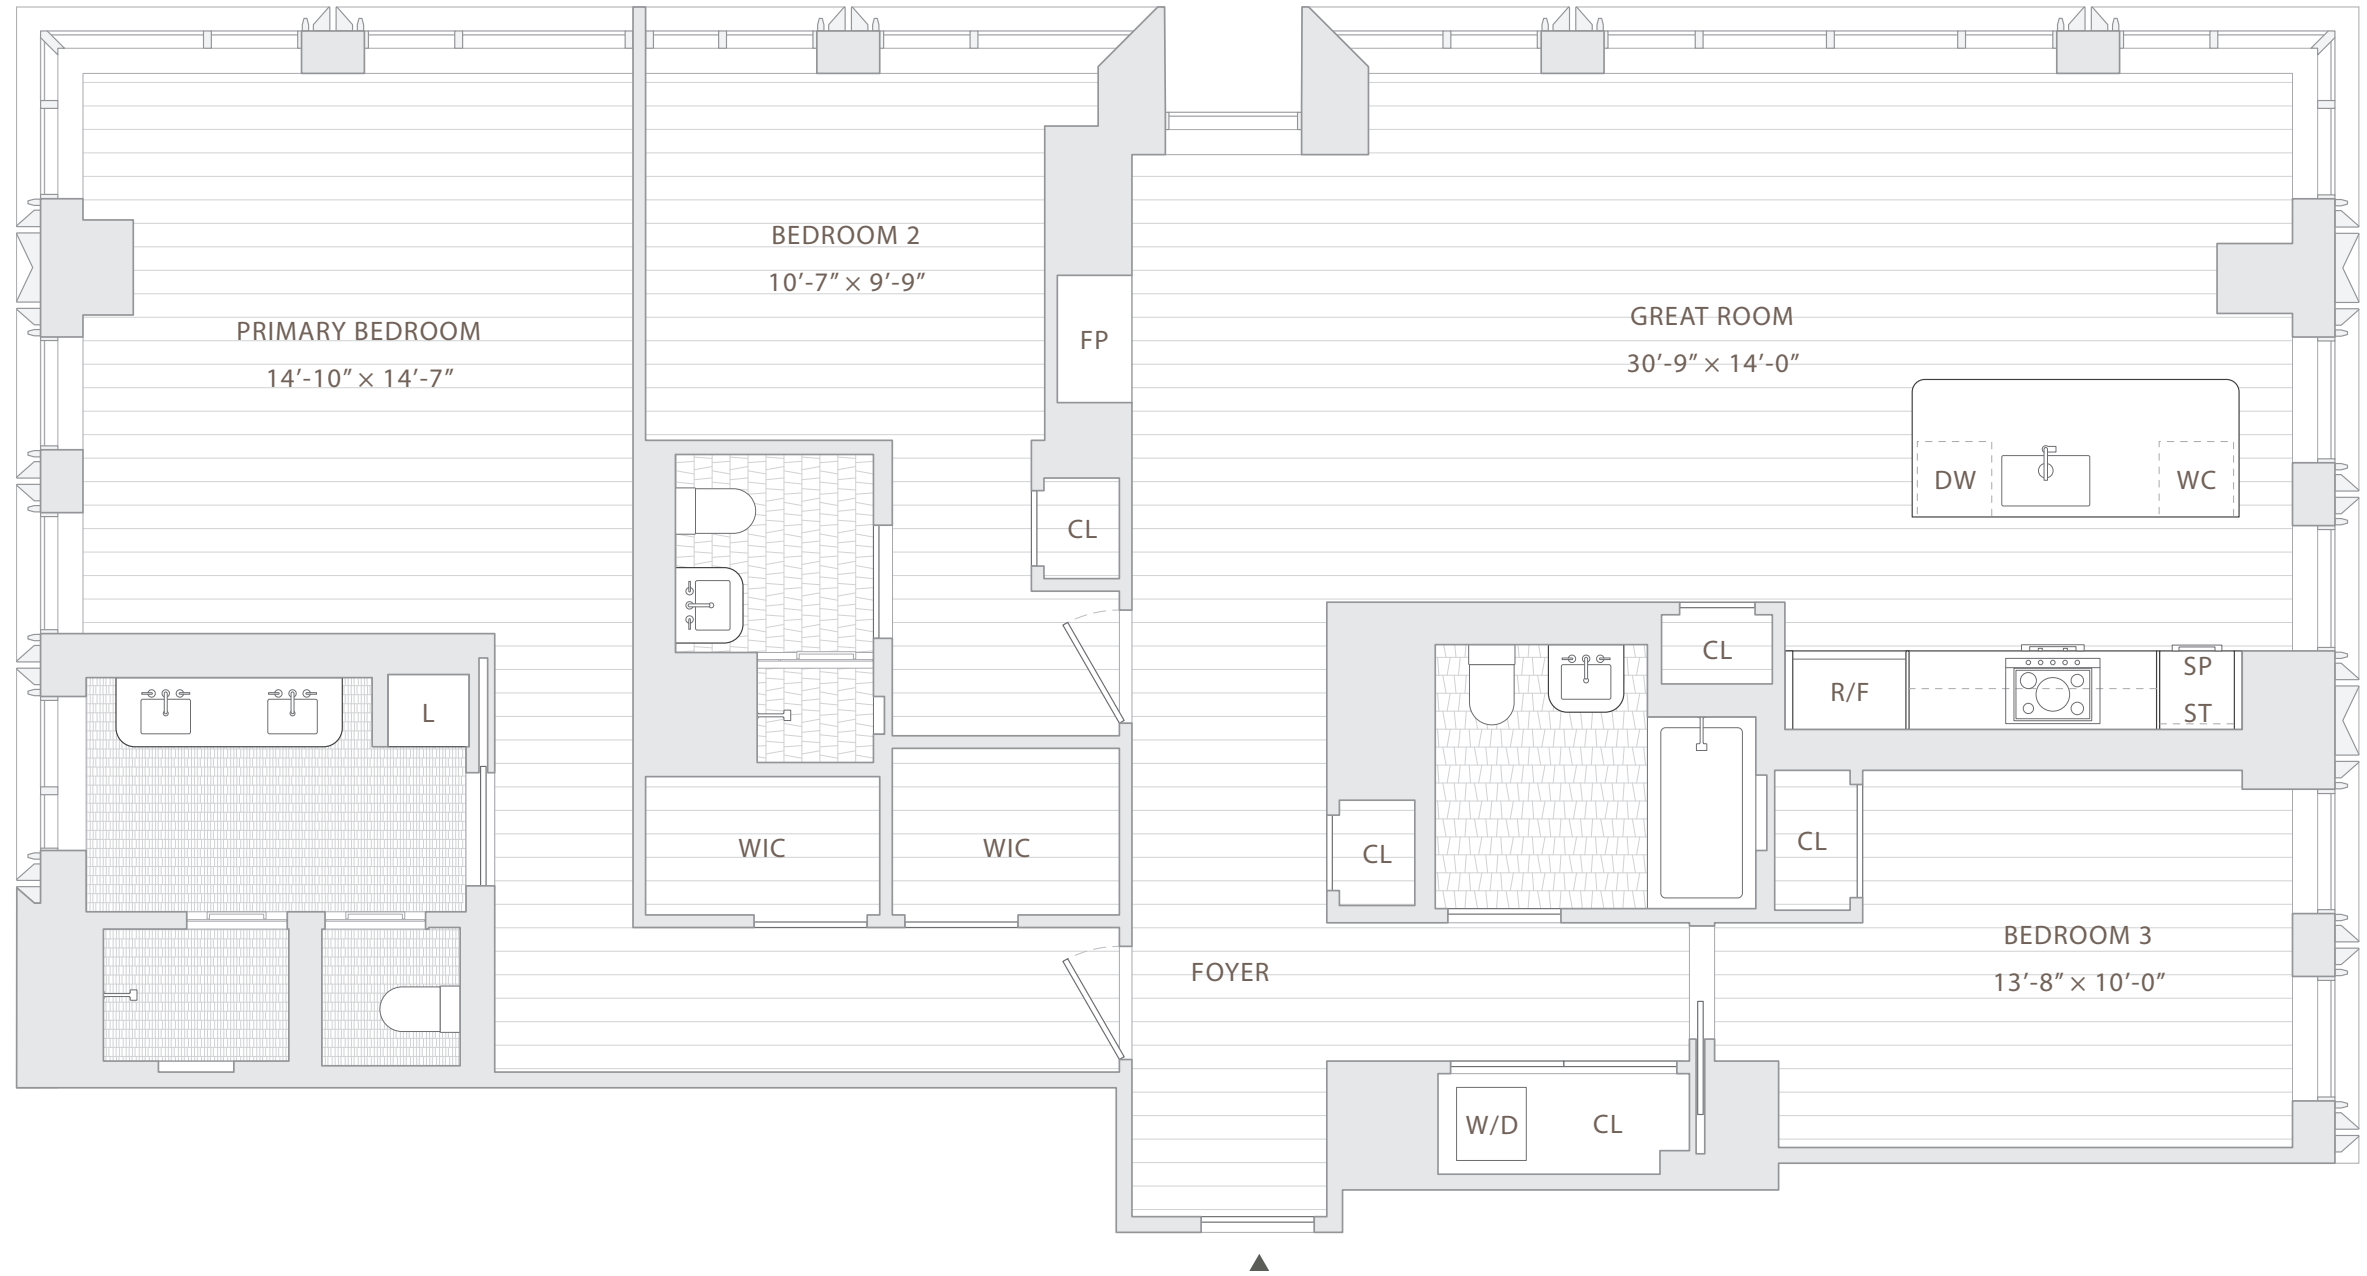 BEDROOM 2
10’-7” × 9’-9”
PRIMARY BEDROOM
14’-10” × 14’-7”
FP
GREAT ROOM
30’-9” × 14’-0”
DW
WC
CL
CL
R/F
SP
ST
L
WIC
WIC
CL
CL
BEDROOM 3
13’-8” × 10’-0”
FOYER
W/D
CL